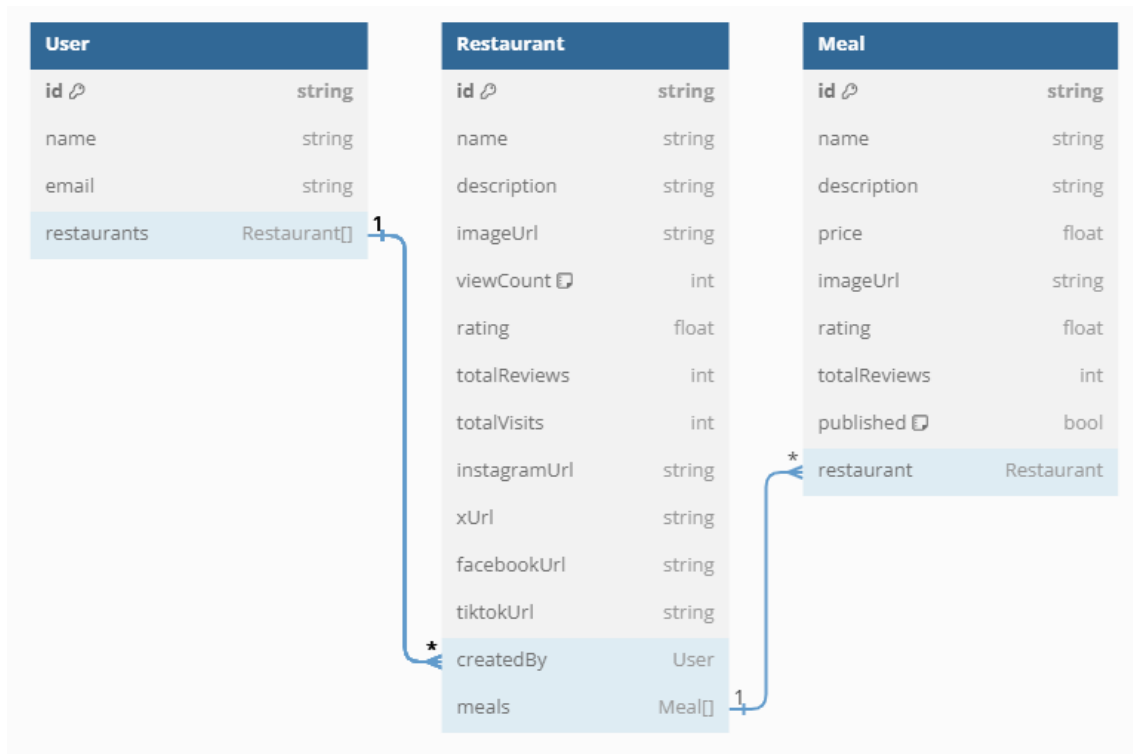 User
id string
name string
email string
restaurants Restaurant[]
1
*
Restaurant
id string
name string
description string
imageUrl string
viewCount int
rating float
totalReviews int
totalVisits int
instagramUrl string
xUrl string
facebookUrl string
tiktokUrl string
createdBy User
meals Meal[]
1
*
Meal
id string
name string
description string
price float
imageUrl string
rating float
totalReviews int
published bool
restaurant Restaurant